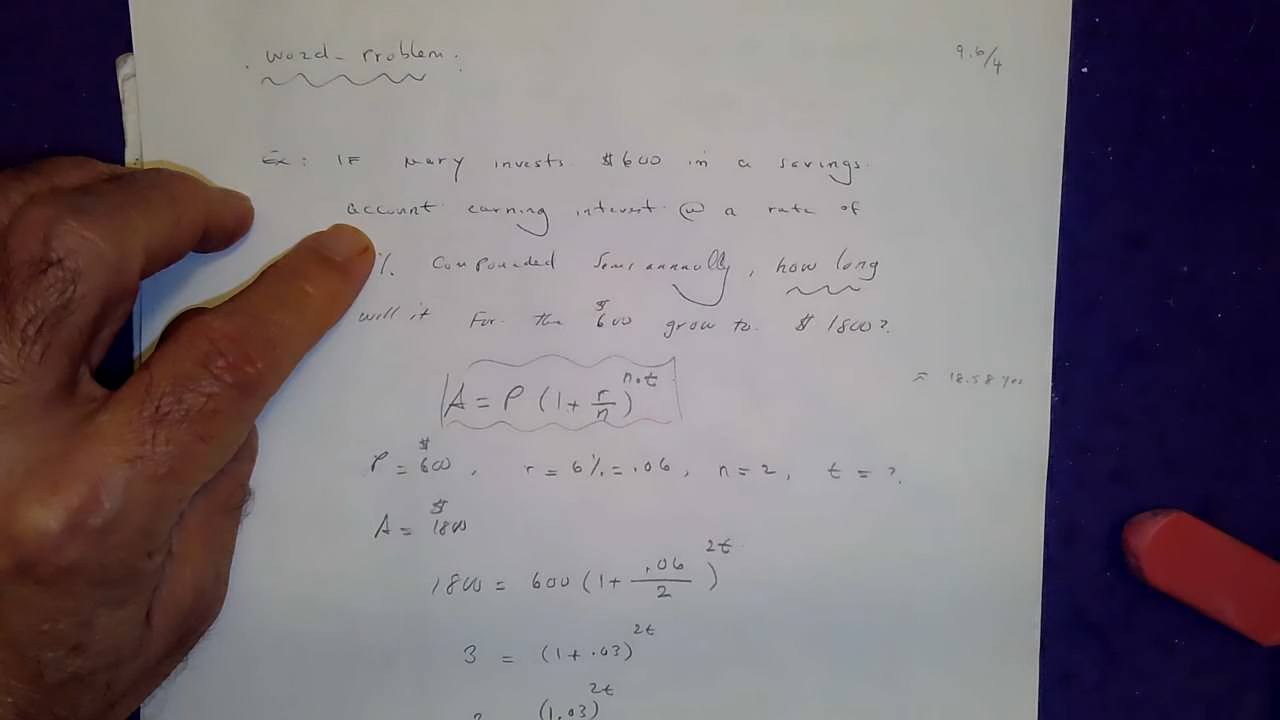 Word-Problem.
9.6/4
Ex: IF Mary invests $600 in a savings
account earning interest @ a rate of
%. Compounded Semiannually, how long
will it For the $600 grow to $1800?
A = P (1 + r/n)^n.t
≈ 18.58 yrs
P = $600, r = 6% = .06, n = 2, t = ?
A = $1800
1800 = 600 (1 + .06/2)^2t
3 = (1 + .03)^2t
(1.03)^2t